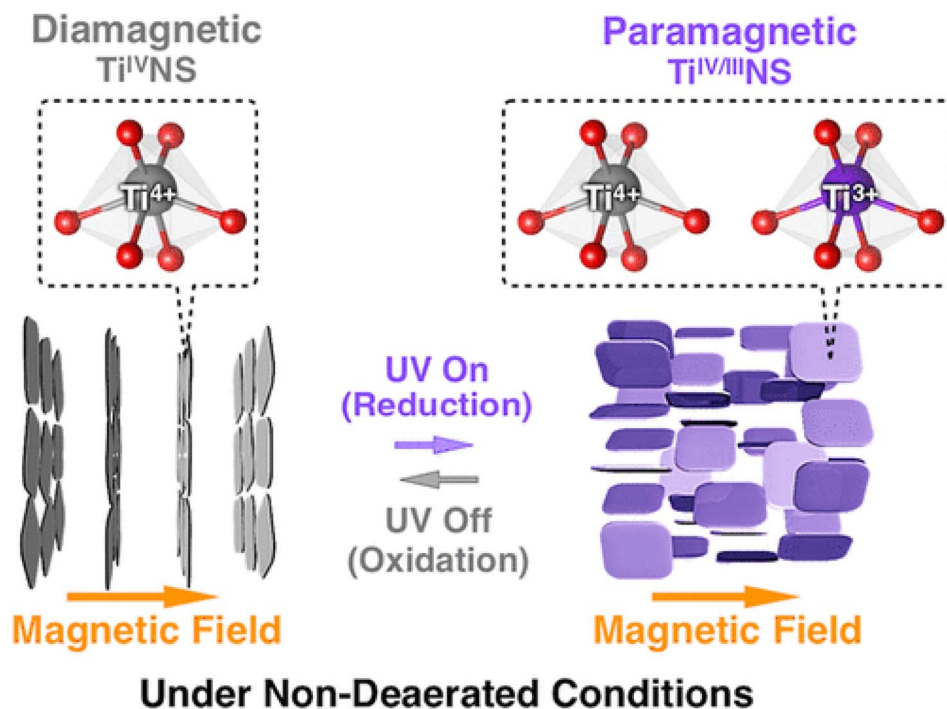 Diamagnetic
Ti^IVNS
Ti4+
Paramagnetic
Ti^IV/IIINS
Ti4+
Ti3+
UV On
(Reduction)
UV Off
(Oxidation)
Magnetic Field
Magnetic Field
Under Non-Deaerated Conditions